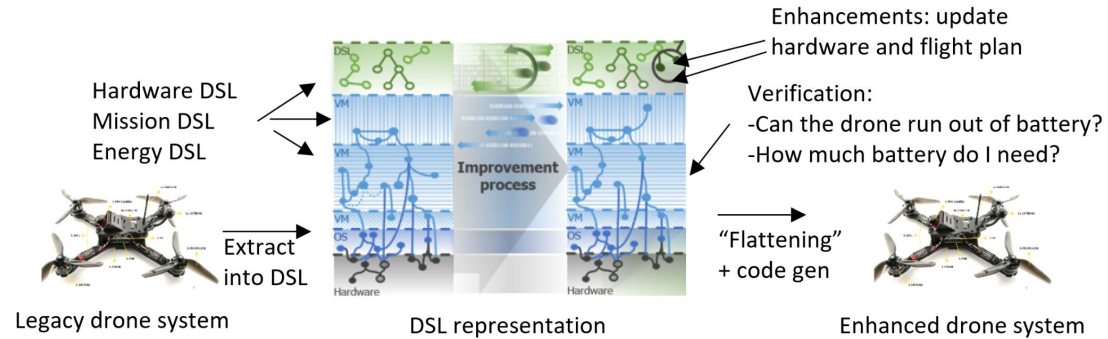 Enhancements: update
hardware and flight plan
Hardware DSL
Mission DSL
Energy DSL
DSL
VM
VM
VM
OS
Hardware
Improvement
process
DSL
VM
VM
VM
OS
Hardware
Verification:
-Can the drone run out of battery?
-How much battery do I need?
Extract
into DSL
“Flattening”
+ code gen
Legacy drone system
DSL representation
Enhanced drone system